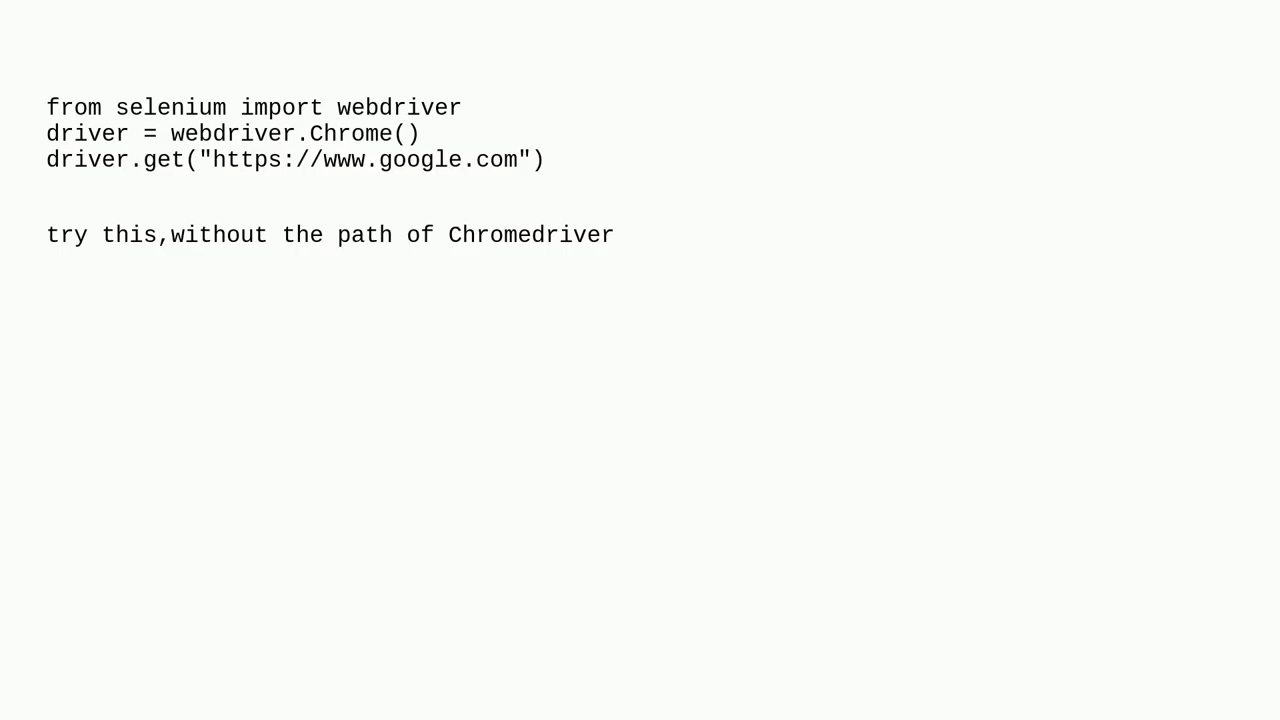 from selenium import webdriver
driver = webdriver.Chrome()
driver.get("https://www.google.com")
try this,without the path of Chromedriver